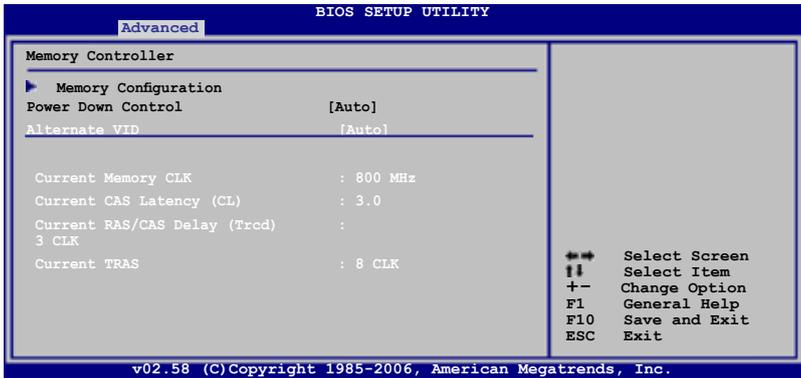 BIOS SETUP UTILITY
Advanced
Memory Controller
Memory Configuration
Power Down Control [Auto]
Alternate VID [Auto]
Current Memory CLK : 800 MHz
Current CAS Latency (CL) : 3.0
Current RAS/CAS Delay (Trcd) :
3 CLK
Current TRAS : 8 CLK
←→ Select Screen
↑↓ Select Item
+- Change Option
F1 General Help
F10 Save and Exit
ESC Exit
v02.58 (C)Copyright 1985-2006, American Megatrends, Inc.